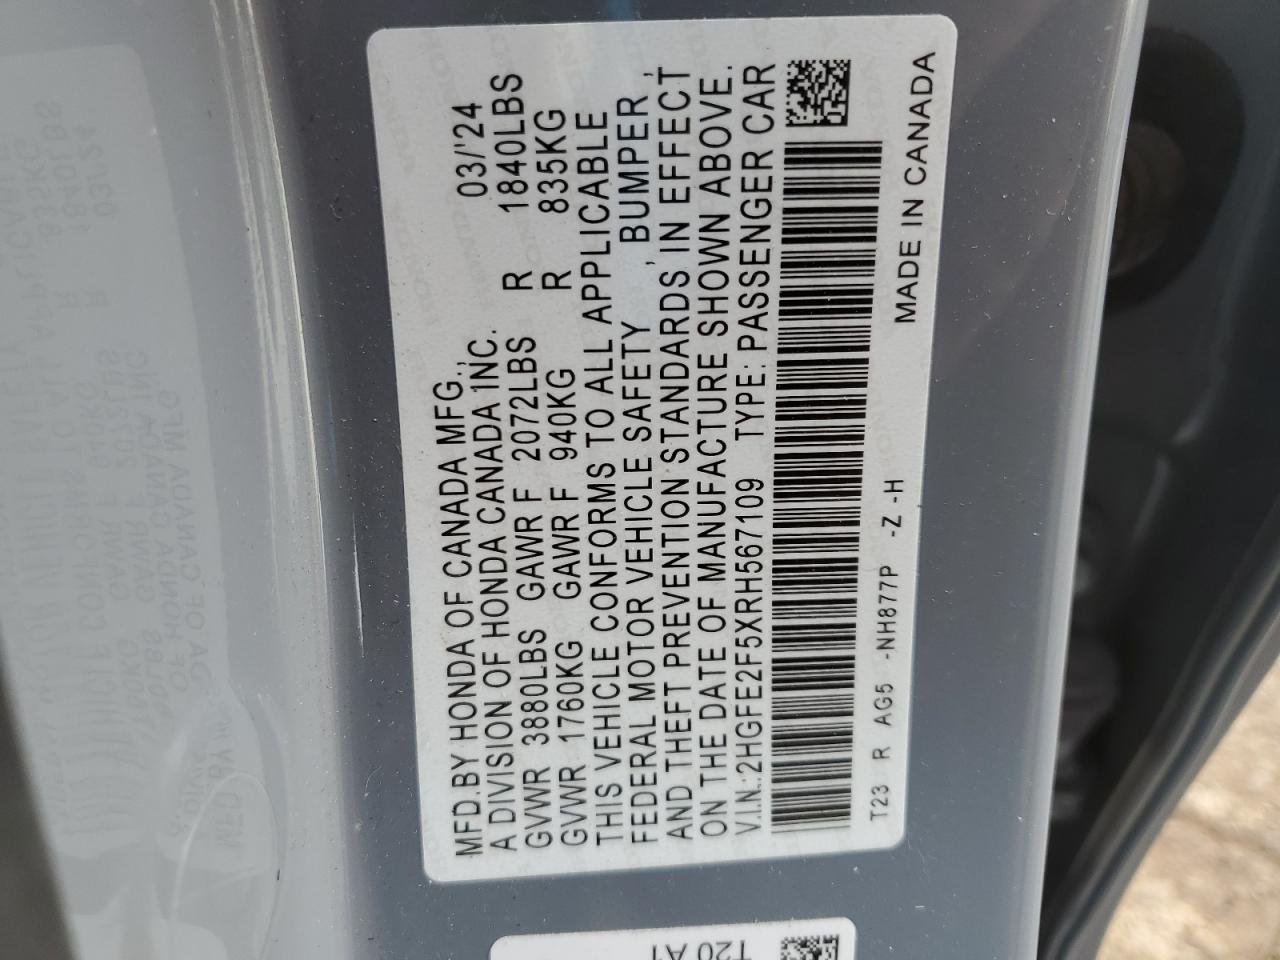 MFD.BY HONDA OF CANADA MFG., 03/'24
A DIVISION OF HONDA CANADA INC.
GVWR 3880LBS GAWR F 2072LBS R 1840LBS
GVWR 1760KG GAWR F 940KG R 835KG
THIS VEHICLE CONFORMS TO ALL APPLICABLE
FEDERAL MOTOR VEHICLE SAFETY , BUMPER ,
AND THEFT PREVENTION STANDARDS IN EFFECT
ON THE DATE OF MANUFACTURE SHOWN ABOVE.
V.I.N.:2HGFE2F5XRH567109 TYPE: PASSENGER CAR
T23 R AG5 -NH877P -Z -H
MADE IN CANADA
T20 A1